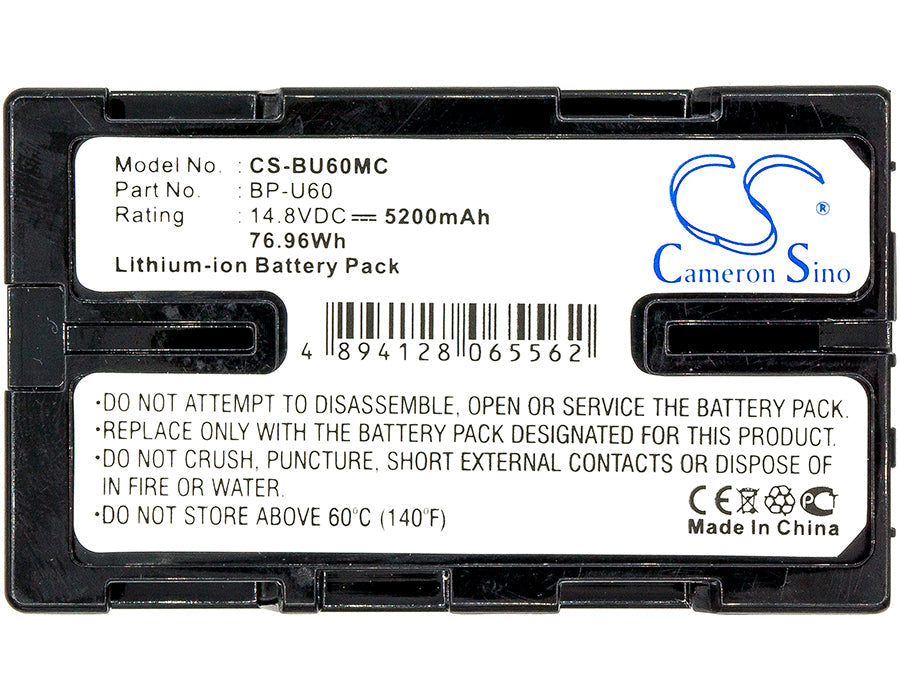 Model No. : CS-BU60MC
Part No. : BP-U60
Rating : 14.8VDC ⎓ 5200mAh
76.96Wh
Lithium-ion Battery Pack
CS ®
Cameron Sino
4 894128 065562
•DO NOT ATTEMPT TO DISASSEMBLE, OPEN OR SERVICE THE BATTERY PACK.
•REPLACE ONLY WITH THE BATTERY PACK DESIGNATED FOR THIS PRODUCT.
•DO NOT CRUSH, PUNCTURE, SHORT EXTERNAL CONTACTS OR DISPOSE OF
IN FIRE OR WATER.
•DO NOT STORE ABOVE 60°C (140°F)
CE PCT
Made In China